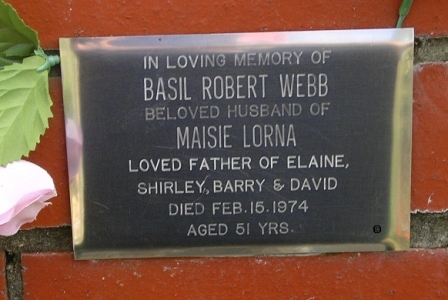 IN LOVING MEMORY OF
BASIL ROBERT WEBB
BELOVED HUSBAND OF
MAISIE LORNA
LOVED FATHER OF ELAINE,
SHIRLEY, BARRY & DAVID
DIED FEB. 15. 1974
AGED 51 YRS.